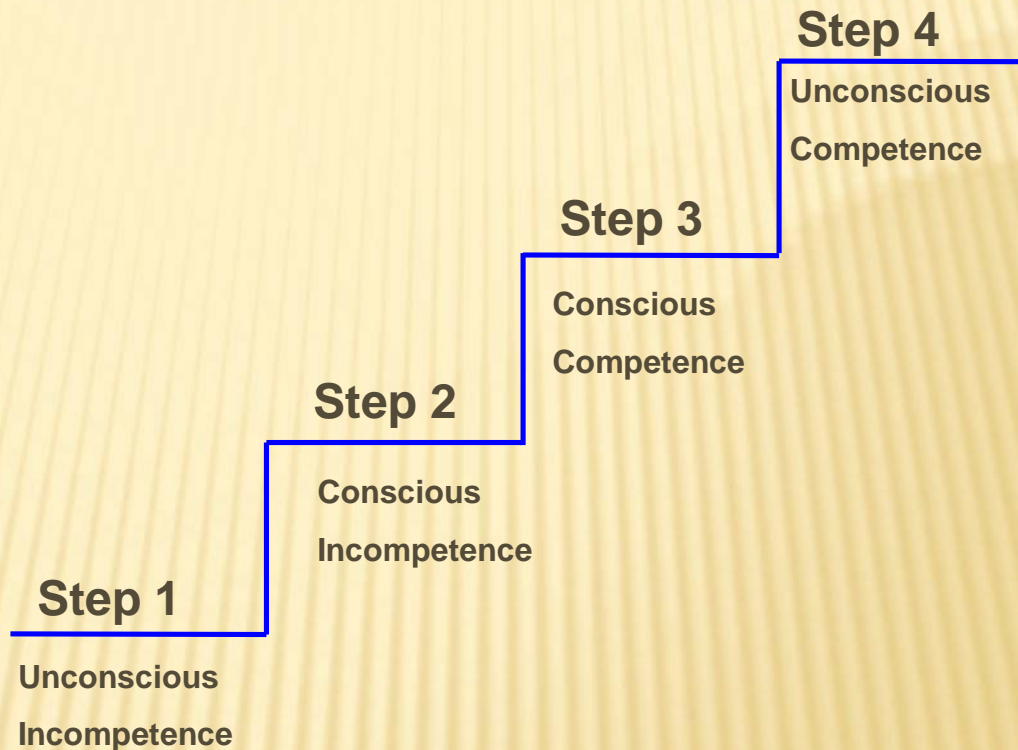 Step 4
Unconscious
Competence
Step 3
Conscious
Competence
Step 2
Conscious
Incompetence
Step 1
Unconscious
Incompetence